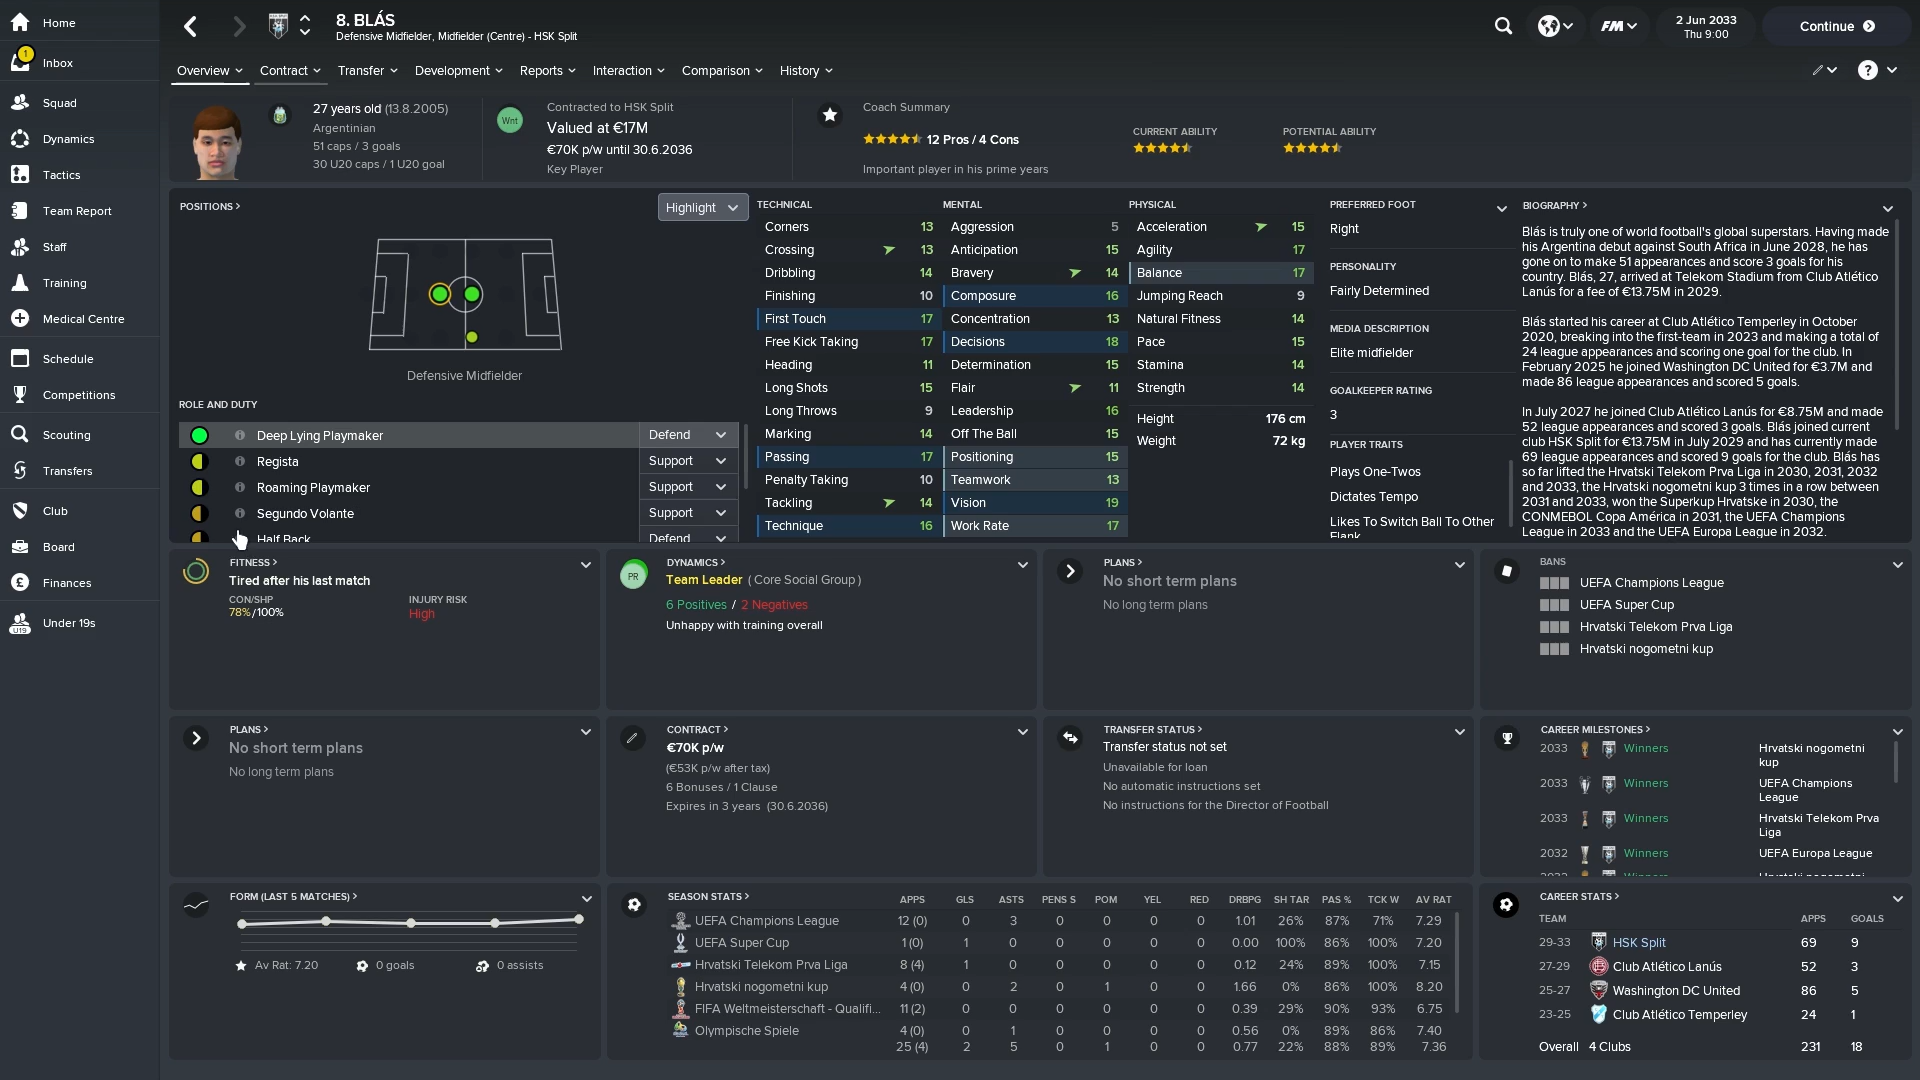 Home
Inbox
1
Squad
Dynamics
Tactics
Team Report
Staff
Training
Medical Centre
Schedule
Competitions
Scouting
Transfers
Club
Board
Finances
Under 19s
U19
8. BLÁS
Defensive Midfielder, Midfielder (Centre) - HSK Split
FM
2 Jun 2033
Thu 9:00
Continue
Overview
Contract
Transfer
Development
Reports
Interaction
Comparison
History
?
27 years old (13.8.2005)
Argentinian
51 caps / 3 goals
30 U20 caps / 1 U20 goal
Wnt
Contracted to HSK Split
Valued at €17M
€70K p/w until 30.6.2036
Key Player
Coach Summary
12 Pros / 4 Cons
Important player in his prime years
CURRENT ABILITY
POTENTIAL ABILITY
POSITIONS >
Highlight
Defensive Midfielder
ROLE AND DUTY
Deep Lying Playmaker Defend
Regista Support
Roaming Playmaker Support
Segundo Volante Support
Half Back Defend
TECHNICAL
Corners 13
Crossing 13
Dribbling 14
Finishing 10
First Touch 17
Free Kick Taking 17
Heading 11
Long Shots 15
Long Throws 9
Marking 14
Passing 17
Penalty Taking 10
Tackling 14
Technique 16
MENTAL
Aggression 5
Anticipation 15
Bravery 14
Composure 16
Concentration 13
Decisions 18
Determination 15
Flair 11
Leadership 16
Off The Ball 15
Positioning 15
Teamwork 13
Vision 19
Work Rate 17
PHYSICAL
Acceleration 15
Agility 17
Balance 17
Jumping Reach 9
Natural Fitness 14
Pace 15
Stamina 14
Strength 14
Height 176 cm
Weight 72 kg
PREFERRED FOOT
Right
PERSONALITY
Fairly Determined
MEDIA DESCRIPTION
Elite midfielder
GOALKEEPER RATING
3
PLAYER TRAITS
Plays One-Twos
Dictates Tempo
Likes To Switch Ball To Other
Flank
BIOGRAPHY >
Blás is truly one of world football's global superstars. Having made
his Argentina debut against South Africa in June 2028, he has
gone on to make 51 appearances and score 3 goals for his
country. Blás, 27, arrived at Telekom Stadium from Club Atlético
Lanús for a fee of €13.75M in 2029.
Blás started his career at Club Atlético Temperley in October
2020, breaking into the first-team in 2023 and making a total of
24 league appearances and scoring one goal for the club. In
February 2025 he joined Washington DC United for €3.7M and
made 86 league appearances and scored 5 goals.
In July 2027 he joined Club Atlético Lanús for €8.75M and made
52 league appearances and scored 3 goals. Blás joined current
club HSK Split for €13.75M in July 2029 and has currently made
69 league appearances and scored 9 goals for the club. Blás has
so far lifted the Hrvatski Telekom Prva Liga in 2030, 2031, 2032
and 2033, the Hrvatski nogometni kup 3 times in a row between
2031 and 2033, won the Superkup Hrvatske in 2030, the
CONMEBOL Copa América in 2031, the UEFA Champions
League in 2033 and the UEFA Europa League in 2032.
FITNESS >
Tired after his last match
CON/SHP
78%/100%
INJURY RISK
High
PR
DYNAMICS >
Team Leader ( Core Social Group )
6 Positives / 2 Negatives
Unhappy with training overall
PLANS >
No short term plans
No long term plans
BANS
UEFA Champions League
UEFA Super Cup
Hrvatski Telekom Prva Liga
Hrvatski nogometni kup
PLANS >
No short term plans
No long term plans
CONTRACT >
€70K p/w
(€53K p/w after tax)
6 Bonuses / 1 Clause
Expires in 3 years (30.6.2036)
TRANSFER STATUS >
Transfer status not set
Unavailable for loan
No automatic instructions set
No instructions for the Director of Football
CAREER MILESTONES >
2033 Winners Hrvatski nogometni
kup
2033 Winners UEFA Champions
League
2033 Winners Hrvatski Telekom Prva
Liga
2032 Winners UEFA Europa League
FORM (LAST 5 MATCHES) >
Av Rat: 7.20 0 goals 0 assists
SEASON STATS > APPS GLS ASTS PENS S POM YEL RED DRBPG SH TAR PAS % TCK W AV RAT
UEFA Champions League 12 (0) 0 3 0 0 0 0 1.01 26% 87% 71% 7.29
UEFA Super Cup 1 (0) 1 0 0 0 0 0 0.00 100% 86% 100% 7.20
Hrvatski Telekom Prva Liga 8 (4) 1 0 0 0 0 0 0.12 24% 89% 100% 7.15
Hrvatski nogometni kup 4 (0) 0 2 0 1 0 0 1.66 0% 86% 100% 8.20
FIFA Weltmeisterschaft - Qualifi... 11 (2) 0 0 0 0 0 0 0.39 29% 90% 93% 6.75
Olympische Spiele 4 (0) 0 1 0 0 0 0 0.56 0% 89% 86% 7.40
25 (4) 2 5 0 1 0 0 0.77 22% 88% 89% 7.36
CAREER STATS >
TEAM APPS GOALS
29-33 HSK Split 69 9
27-29 Club Atlético Lanús 52 3
25-27 Washington DC United 86 5
23-25 Club Atlético Temperley 24 1
Overall 4 Clubs 231 18